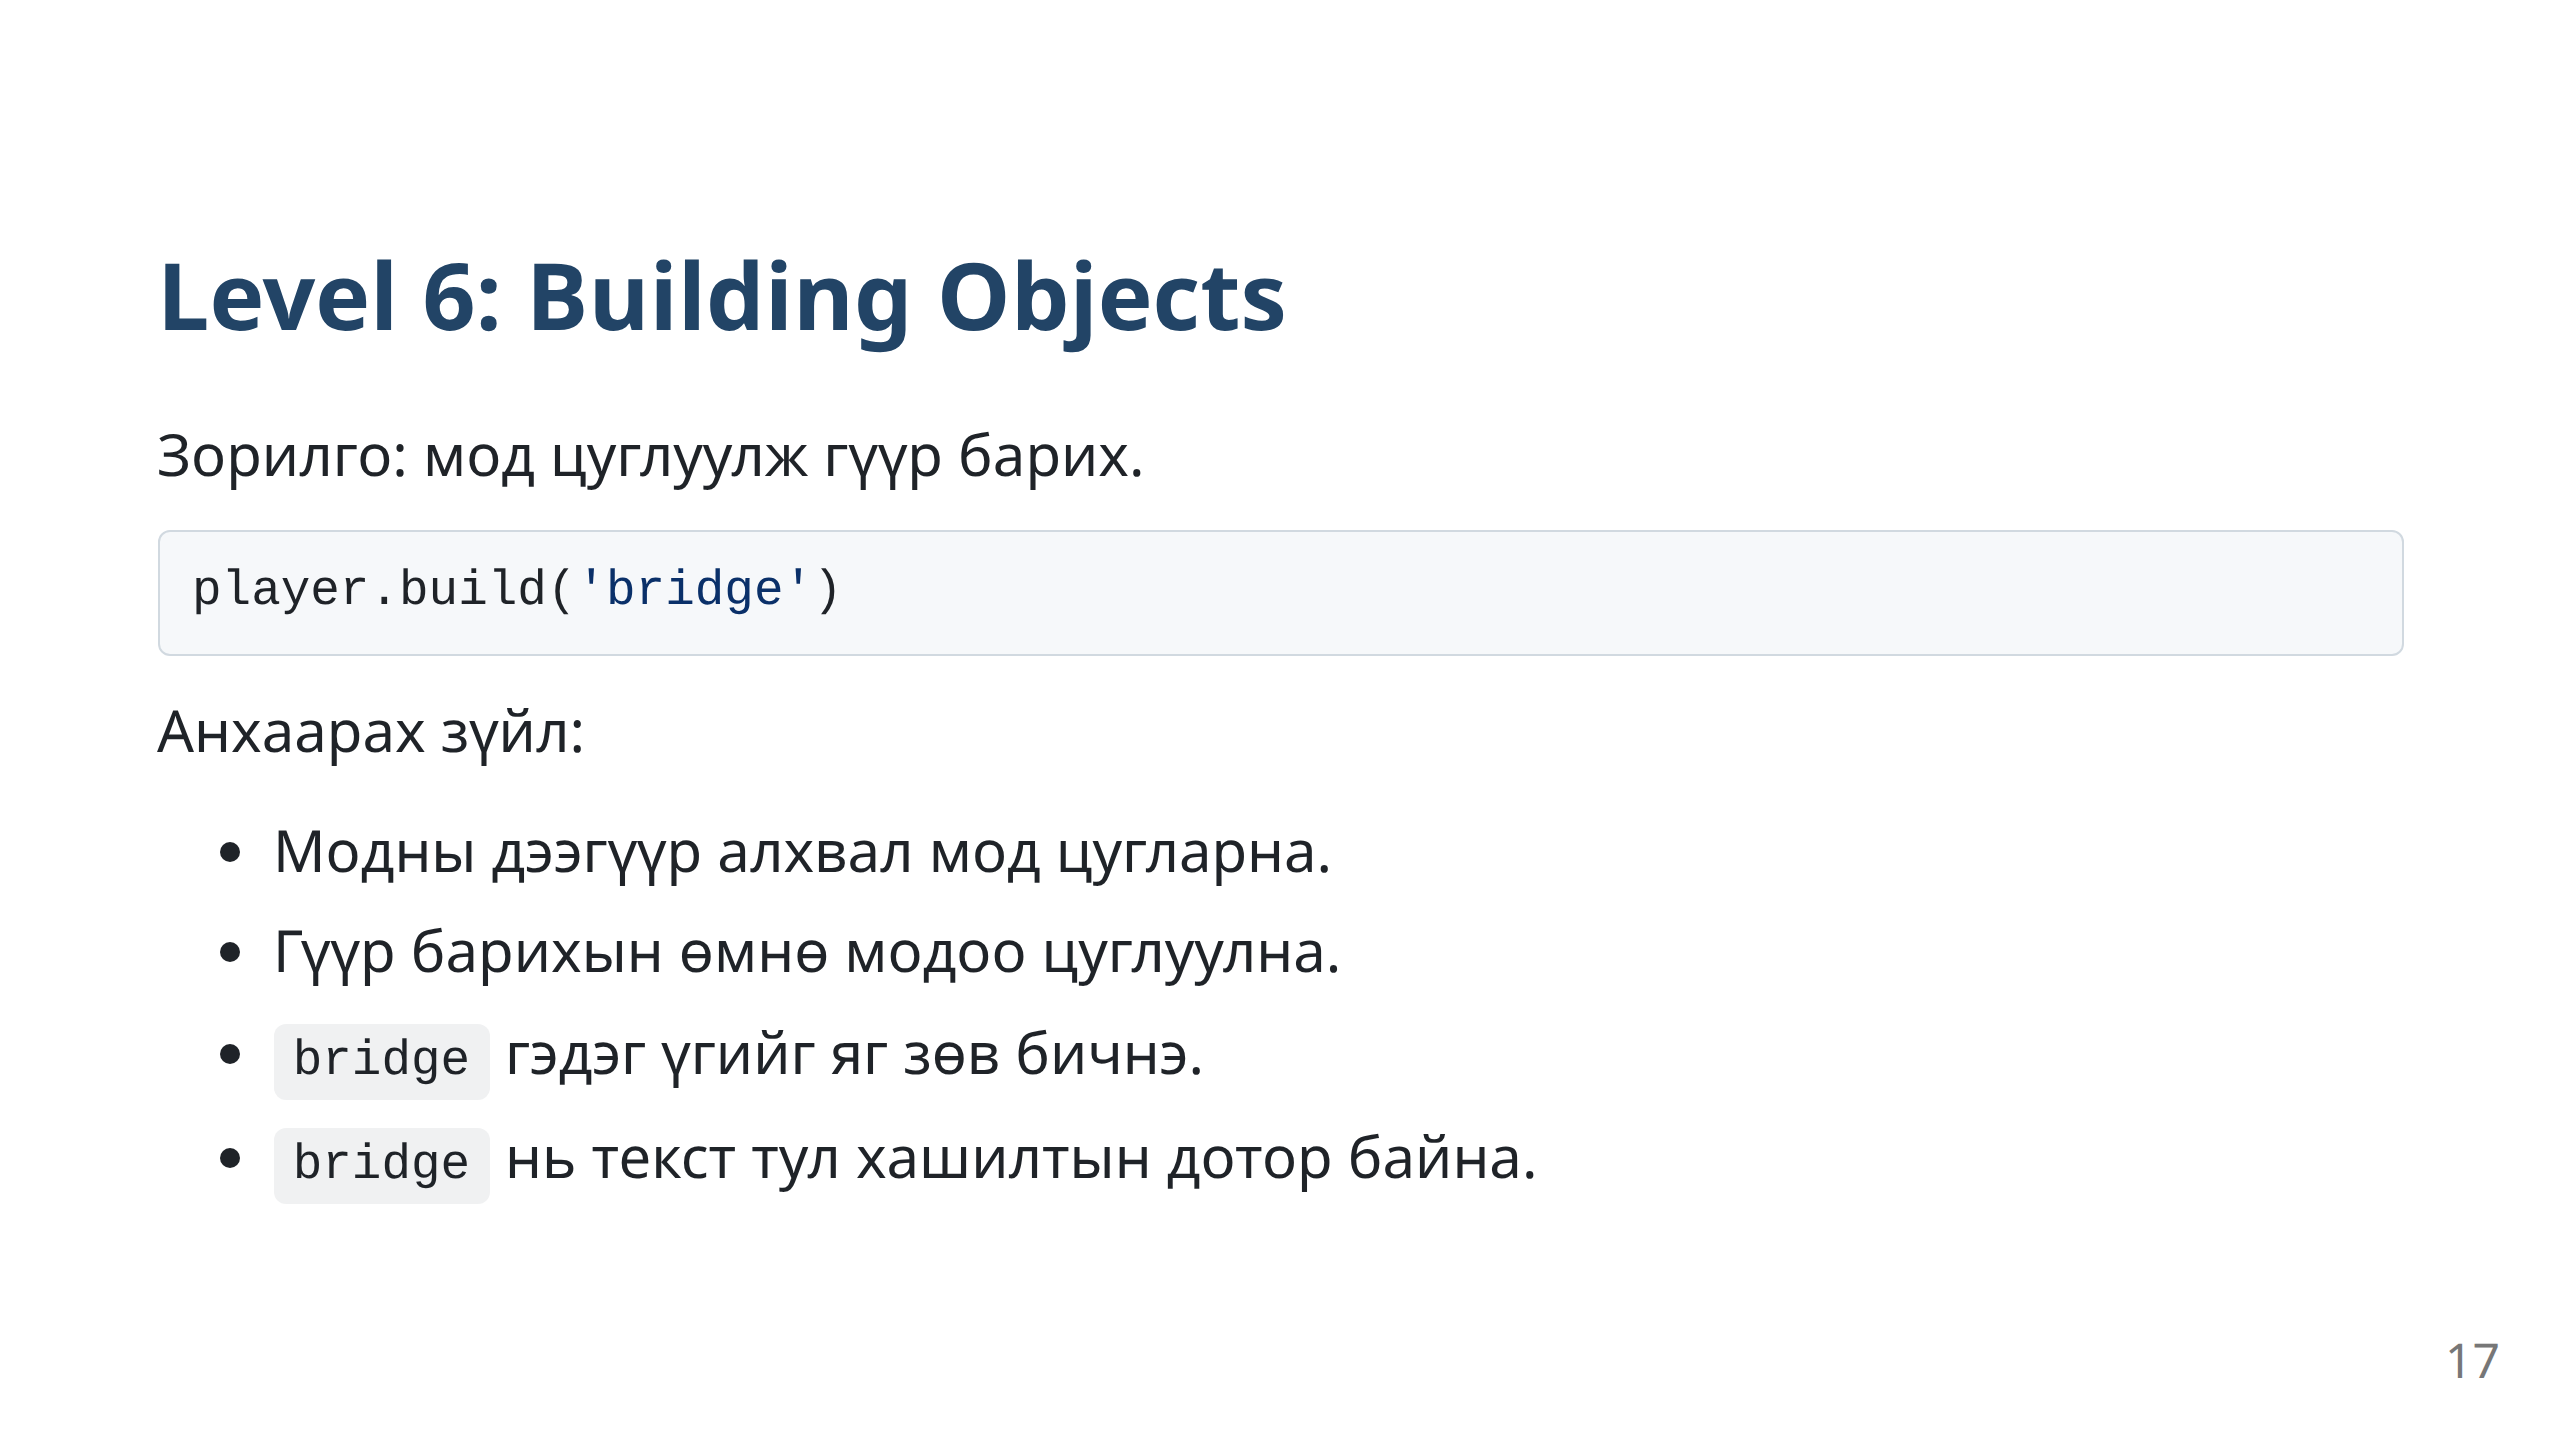 Level 6: Building Objects
Зорилго: мод цуглуулж гүүр барих.
player.build('bridge')
Анхаарах зүйл:
Модны дээгүүр алхвал мод цугларна.
Гүүр барихын өмнө модоо цуглуулна.
bridge гэдэг үгийг яг зөв бичнэ.
bridge нь текст тул хашилтын дотор байна.
17